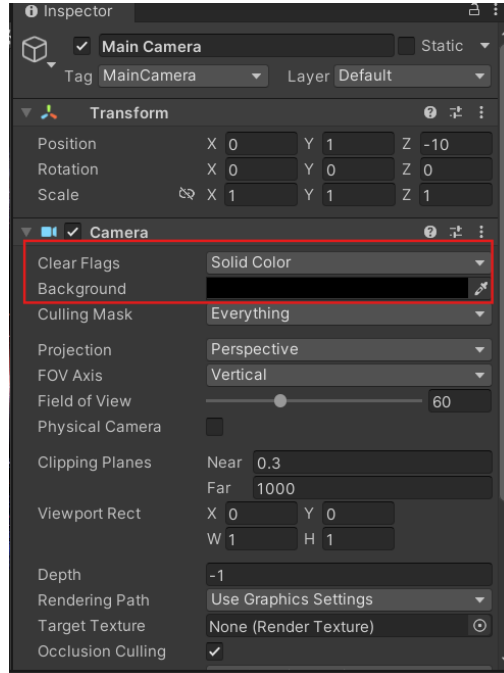 Inspector
Main Camera Static
Tag MainCamera Layer Default
Transform
Position X 0 Y 1 Z -10
Rotation X 0 Y 0 Z 0
Scale X 1 Y 1 Z 1
Camera
Clear Flags Solid Color
Background
Culling Mask Everything
Projection Perspective
FOV Axis Vertical
Field of View 60
Physical Camera
Clipping Planes Near 0.3
Far 1000
Viewport Rect X 0 Y 0
W 1 H 1
Depth -1
Rendering Path Use Graphics Settings
Target Texture None (Render Texture)
Occlusion Culling